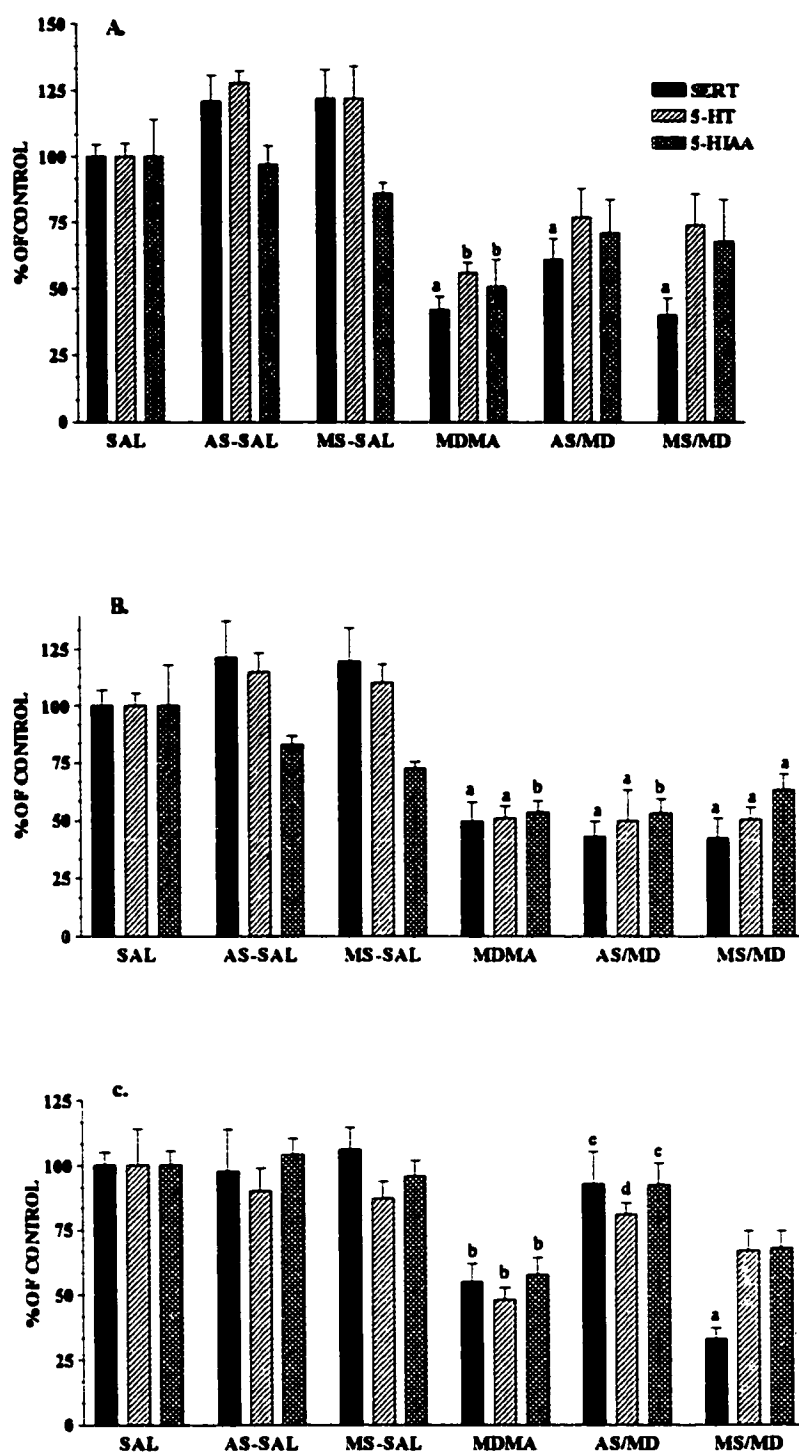 A.
150
125
100
75
50
25
0
% OF CONTROL
SERT
5-HT
5-HIAA
a b b a a
SAL AS-SAL MS-SAL MDMA AS/MD MS/MD
B.
125
100
75
50
25
0
% OF CONTROL
a a b a a b a a a
SAL AS-SAL MS-SAL MDMA AS/MD MS/MD
c.
125
100
75
50
25
0
% OF CONTROL
b b b c d c a
SAL AS-SAL MS-SAL MDMA AS/MD MS/MD